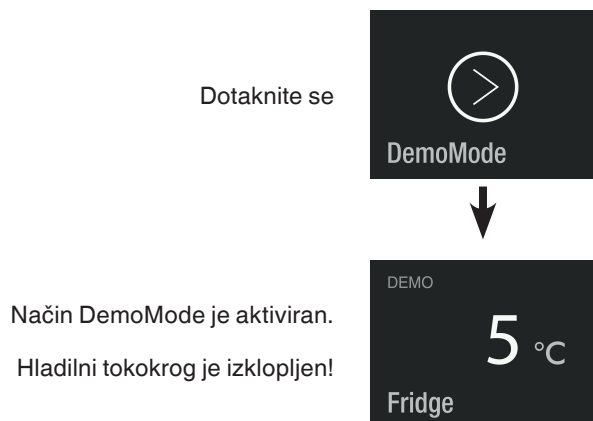 Dotaknite se
DemoMode
DEMO
Način DemoMode je aktiviran.
5 °C
Hladilni tokokrog je izklopljen!
Fridge